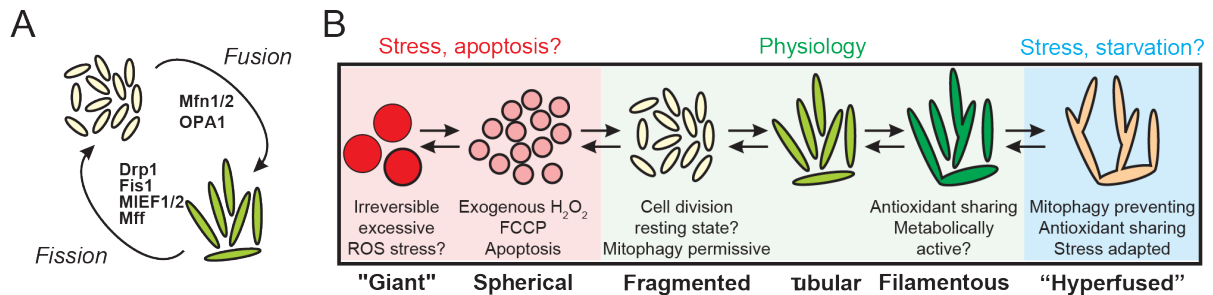 A
Fusion
Mfn1/2
OPA1
Drp1
Fis1
MIEF1/2
Mff
Fission
B
Stress, apoptosis?
Physiology
Stress, starvation?
Irreversible
excessive
ROS stress?
Exogenous H₂O₂
FCCP
Apoptosis
Cell division
resting state?
Mitophagy permissive
Antioxidant sharing
Metabolically
active?
Mitophagy preventing
Antioxidant sharing
Stress adapted
"Giant"
Spherical
Fragmented
τubular
Filamentous
“Hyperfused”